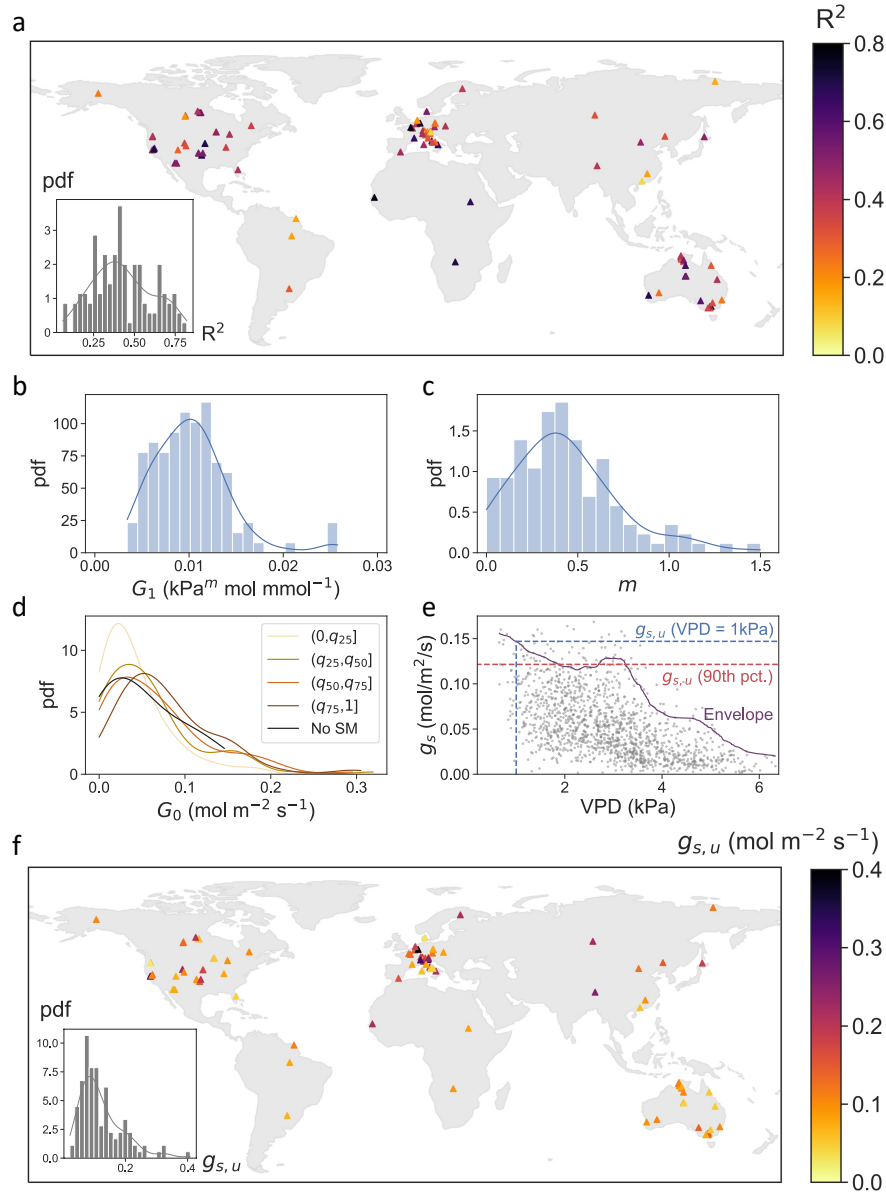 a
R²
0.8
0.6
0.4
0.2
0.0
pdf
3
2
1
0
0.25 0.50 0.75
R²
b
pdf
100
75
50
25
0
0.00 0.01 0.02 0.03
G₁ (kPaᵐ mol mmol⁻¹)
c
pdf
1.5
1.0
0.5
0.0
0.0 0.5 1.0 1.5
m
d
pdf
10
5
0
0.0 0.1 0.2 0.3
G₀ (mol m⁻² s⁻¹)
(0,q₂₅]
(q₂₅,q₅₀]
(q₅₀,q₇₅]
(q₇₅,1]
No SM
e
gₛ (mol/m²/s)
0.15
0.10
0.05
0.00
2 4 6
VPD (kPa)
gₛ,ᵤ (VPD = 1kPa)
gₛ,ᵤ (90th pct.)
Envelope
f
gₛ,ᵤ (mol m⁻² s⁻¹)
0.4
0.3
0.2
0.1
0.0
pdf
10.0
7.5
5.0
2.5
0.0
0.2 0.4
gₛ,ᵤ